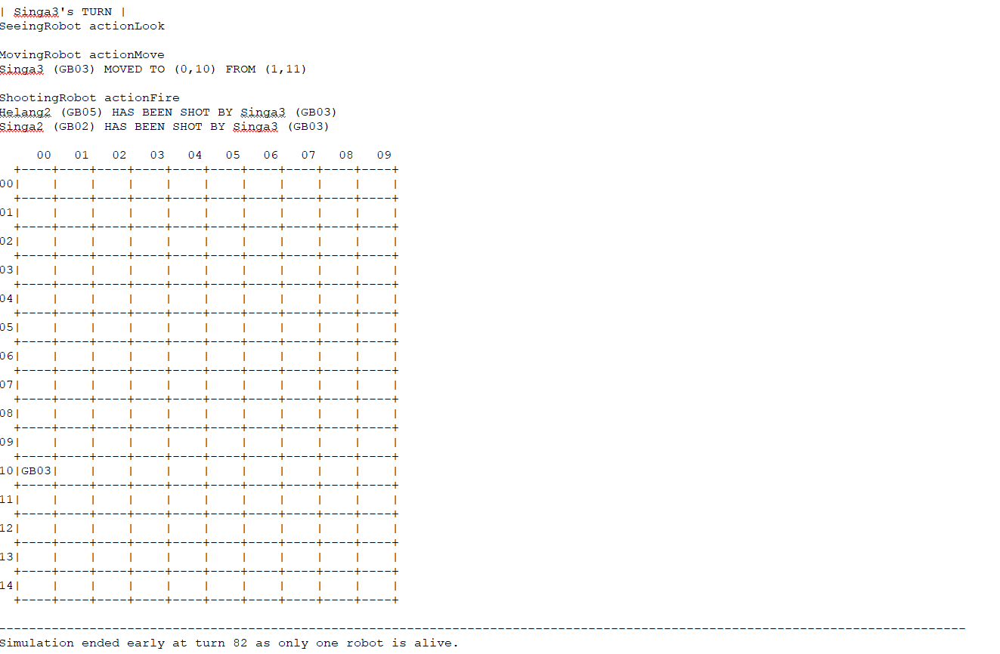 | Singa3's TURN |
SeeingRobot actionLook
MovingRobot actionMove
Singa3 (GB03) MOVED TO (0,10) FROM (1,11)
ShootingRobot actionFire
Helang2 (GB05) HAS BEEN SHOT BY Singa3 (GB03)
Singa2 (GB02) HAS BEEN SHOT BY Singa3 (GB03)
     00   01   02   03   04   05   06   07   08   09
  +----+----+----+----+----+----+----+----+----+----+
00|    |    |    |    |    |    |    |    |    |    |
  +----+----+----+----+----+----+----+----+----+----+
01|    |    |    |    |    |    |    |    |    |    |
  +----+----+----+----+----+----+----+----+----+----+
02|    |    |    |    |    |    |    |    |    |    |
  +----+----+----+----+----+----+----+----+----+----+
03|    |    |    |    |    |    |    |    |    |    |
  +----+----+----+----+----+----+----+----+----+----+
04|    |    |    |    |    |    |    |    |    |    |
  +----+----+----+----+----+----+----+----+----+----+
05|    |    |    |    |    |    |    |    |    |    |
  +----+----+----+----+----+----+----+----+----+----+
06|    |    |    |    |    |    |    |    |    |    |
  +----+----+----+----+----+----+----+----+----+----+
07|    |    |    |    |    |    |    |    |    |    |
  +----+----+----+----+----+----+----+----+----+----+
08|    |    |    |    |    |    |    |    |    |    |
  +----+----+----+----+----+----+----+----+----+----+
09|    |    |    |    |    |    |    |    |    |    |
  +----+----+----+----+----+----+----+----+----+----+
10|GB03|    |    |    |    |    |    |    |    |    |
  +----+----+----+----+----+----+----+----+----+----+
11|    |    |    |    |    |    |    |    |    |    |
  +----+----+----+----+----+----+----+----+----+----+
12|    |    |    |    |    |    |    |    |    |    |
  +----+----+----+----+----+----+----+----+----+----+
13|    |    |    |    |    |    |    |    |    |    |
  +----+----+----+----+----+----+----+----+----+----+
14|    |    |    |    |    |    |    |    |    |    |
  +----+----+----+----+----+----+----+----+----+----+
--------------------------------------------------------------------------------------------------------------------------------
Simulation ended early at turn 82 as only one robot is alive.